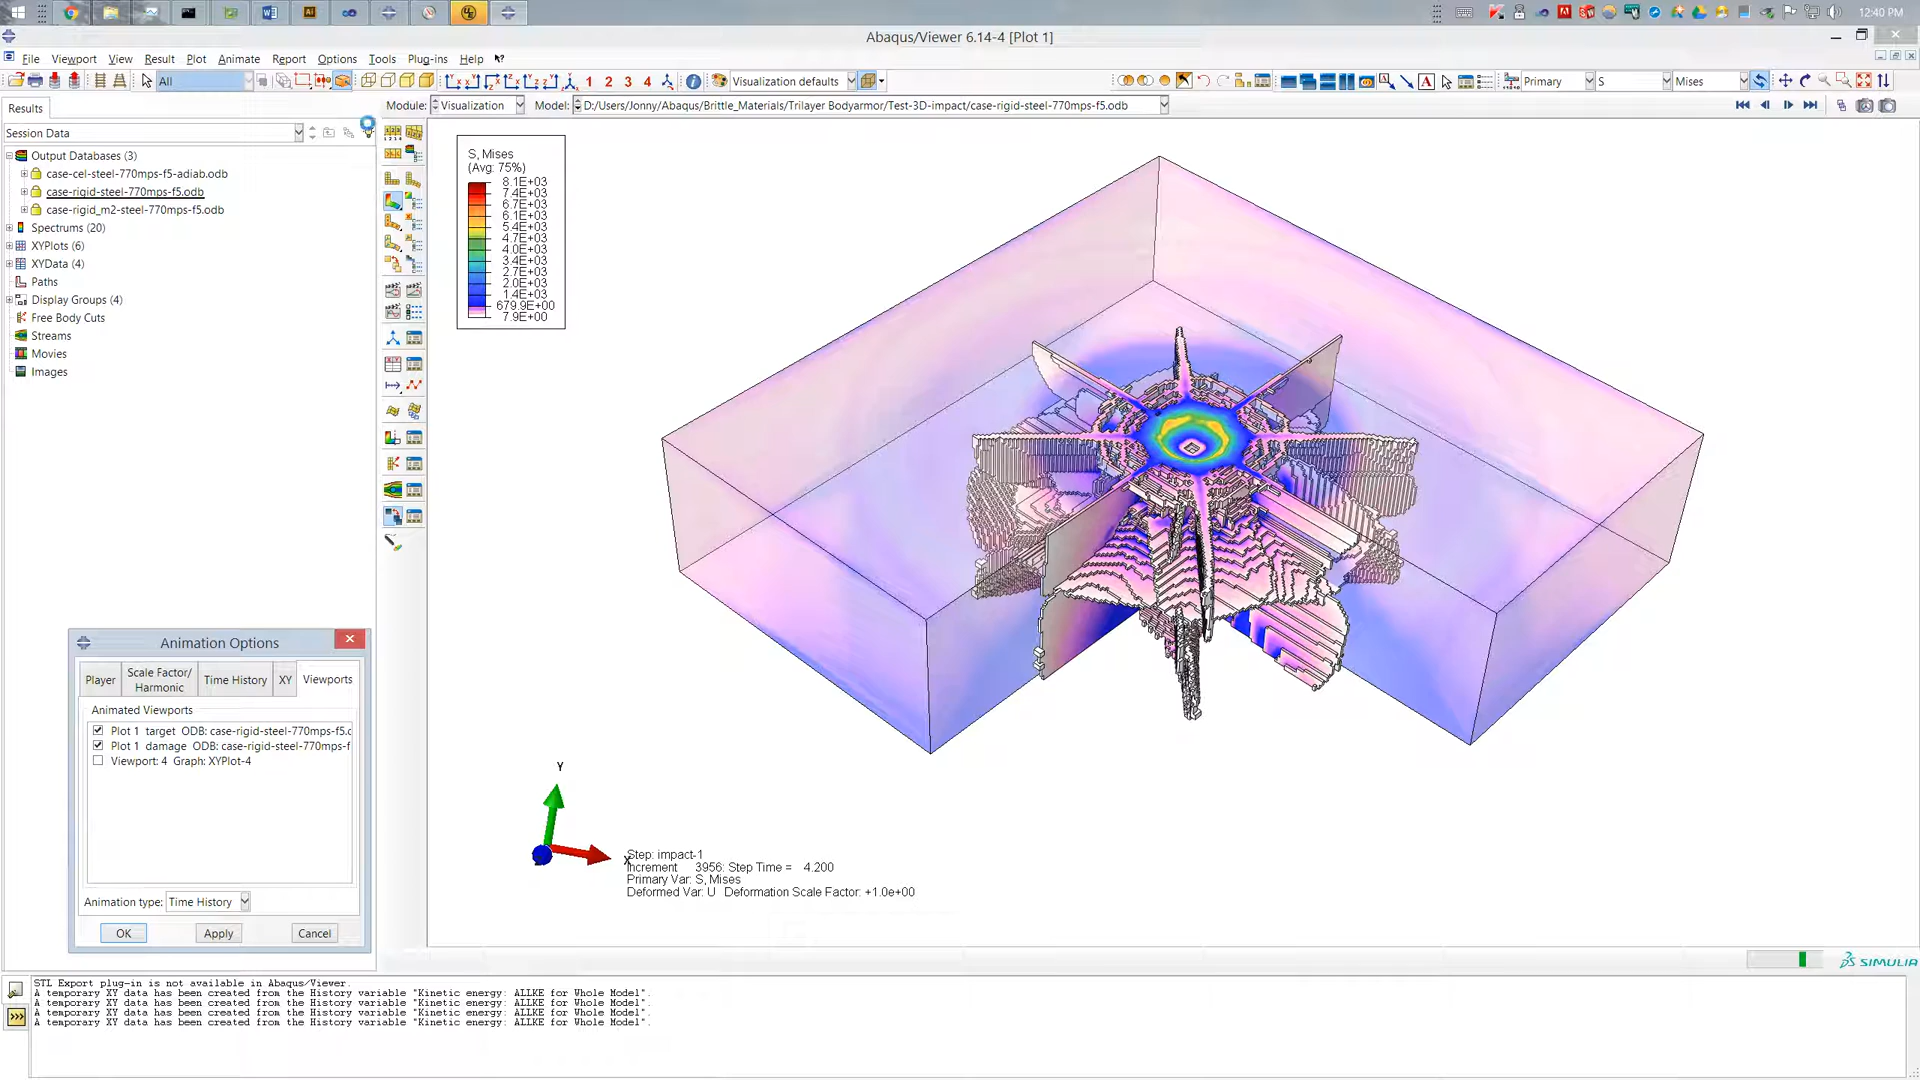 12:40 PM
Abaqus/Viewer 6.14-4 [Plot 1]
File Viewport View Result Plot Animate Report Options Tools Plug-ins Help
All
1 2 3 4
Visualization defaults
Primary S Mises
Results
Module: Visualization Model: D:/Users/Jonny/Abaqus/Brittle_Materials/Trilayer Bodyarmor/Test-3D-impact/case-rigid-steel-770mps-f5.odb
Session Data
Output Databases (3)
case-cel-steel-770mps-f5-adiab.odb
case-rigid-steel-770mps-f5.odb
case-rigid_m2-steel-770mps-f5.odb
Spectrums (20)
XYPlots (6)
XYData (4)
Paths
Display Groups (4)
Free Body Cuts
Streams
Movies
Images
S, Mises
(Avg: 75%)
8.1E+03
7.4E+03
6.7E+03
6.1E+03
5.4E+03
4.7E+03
4.0E+03
3.4E+03
2.7E+03
2.0E+03
1.4E+03
679.9E+00
7.9E+00
Animation Options
Player Scale Factor/Harmonic Time History XY Viewports
Animated Viewports
Plot 1 target ODB: case-rigid-steel-770mps-f5.c
Plot 1 damage ODB: case-rigid-steel-770mps-f
Viewport: 4 Graph: XYPlot-4
Animation type: Time History
OK Apply Cancel
Y
X
Step: impact-1
Increment 3956: Step Time = 4.200
Primary Var: S, Mises
Deformed Var: U Deformation Scale Factor: +1.0e+00
SIMULIA
STL Export plug-in is not available in Abaqus/Viewer.
A temporary XY data has been created from the History variable "Kinetic energy: ALLKE for Whole Model".
A temporary XY data has been created from the History variable "Kinetic energy: ALLKE for Whole Model".
A temporary XY data has been created from the History variable "Kinetic energy: ALLKE for Whole Model".
A temporary XY data has been created from the History variable "Kinetic energy: ALLKE for Whole Model".
>>>